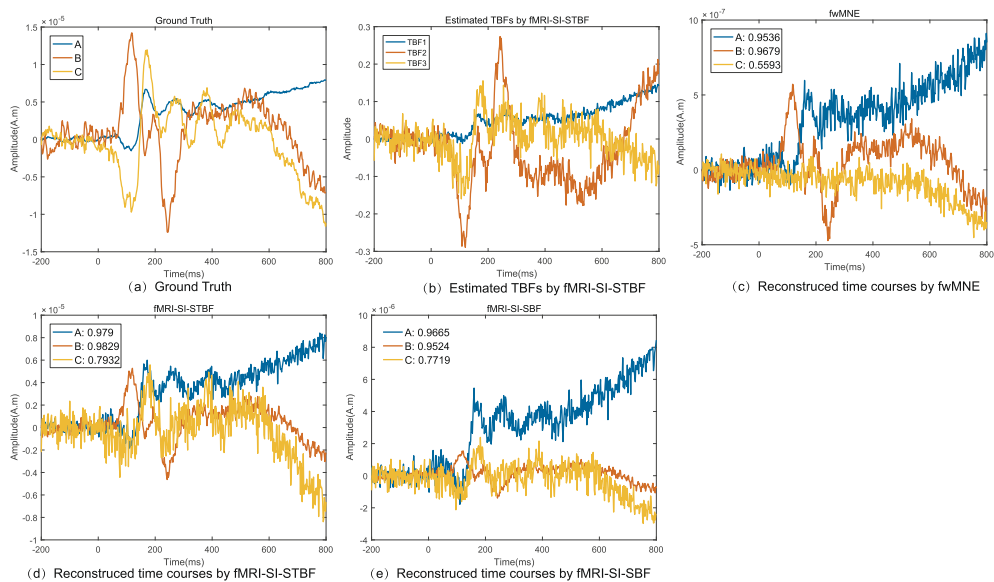 Ground Truth
× 10⁻⁵
Amplitude(A.m)
1.5
1
0.5
0
-0.5
-1
-1.5
A
B
C
-200 0 200 400 600 800
Time(ms)
(a) Ground Truth
Estimated TBFs by fMRI-SI-STBF
Amplitude
0.3
0.2
0.1
0
-0.1
-0.2
-0.3
TBF1
TBF2
TBF3
-200 0 200 400 600 800
Time(ms)
(b) Estimated TBFs by fMRI-SI-STBF
fwMNE
×10⁻⁷
Amplitude(A.m)
10
5
0
-5
A: 0.9536
B: 0.9679
C: 0.5593
-200 0 200 400 600 800
Time(ms)
(c) Reconstruced time courses by fwMNE
fMRI-SI-STBF
×10⁻⁵
Amplitude(A.m)
1
0.8
0.6
0.4
0.2
0
-0.2
-0.4
-0.6
-0.8
-1
A: 0.979
B: 0.9829
C: 0.7932
-200 0 200 400 600 800
Time(ms)
(d) Reconstruced time courses by fMRI-SI-STBF
fMRI-SI-SBF
×10⁻⁶
Amplitude(A.m)
10
8
6
4
2
0
-2
-4
A: 0.9665
B: 0.9524
C: 0.7719
-200 0 200 400 600 800
Time(ms)
(e) Reconstruced time courses by fMRI-SI-SBF